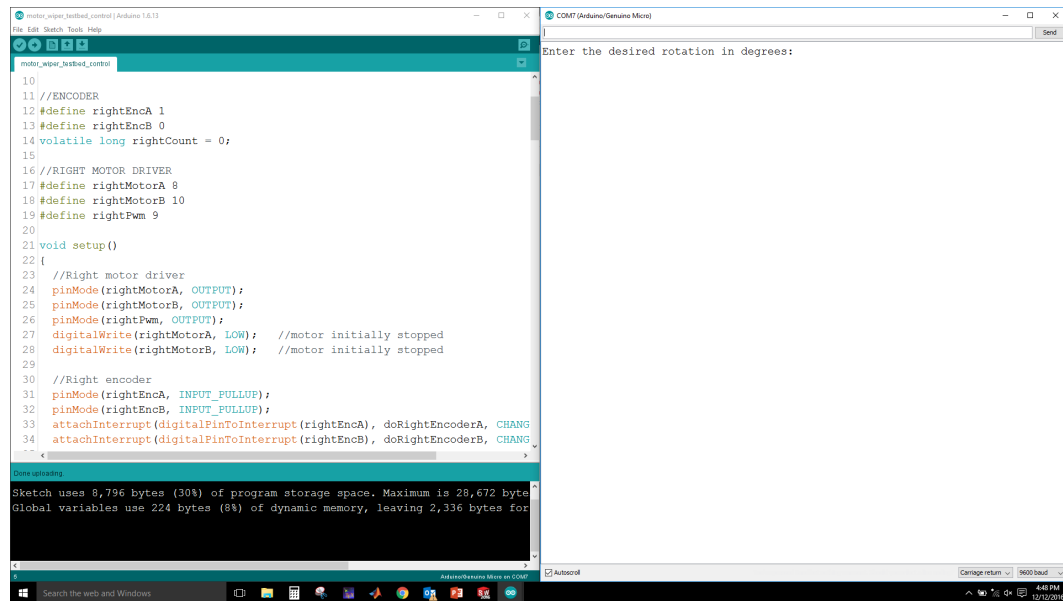 motor_wiper_testbed_control | Arduino 1.6.13
File Edit Sketch Tools Help
motor_wiper_testbed_control
10
11 //ENCODER
12 #define rightEncA 1
13 #define rightEncB 0
14 volatile long rightCount = 0;
15
16 //RIGHT MOTOR DRIVER
17 #define rightMotorA 8
18 #define rightMotorB 10
19 #define rightPwm 9
20
21 void setup()
22 {
23 //Right motor driver
24 pinMode(rightMotorA, OUTPUT);
25 pinMode(rightMotorB, OUTPUT);
26 pinMode(rightPwm, OUTPUT);
27 digitalWrite(rightMotorA, LOW); //motor initially stopped
28 digitalWrite(rightMotorB, LOW); //motor initially stopped
29
30 //Right encoder
31 pinMode(rightEncA, INPUT_PULLUP);
32 pinMode(rightEncB, INPUT_PULLUP);
33 attachInterrupt(digitalPinToInterrupt(rightEncA), doRightEncoderA, CHANG
34 attachInterrupt(digitalPinToInterrupt(rightEncB), doRightEncoderB, CHANG
Done uploading.
Sketch uses 8,796 bytes (30%) of program storage space. Maximum is 28,672 byte
Global variables use 224 bytes (8%) of dynamic memory, leaving 2,336 bytes for
Arduino/Genuino Micro on COM7
COM7 (Arduino/Genuino Micro)
Send
Enter the desired rotation in degrees:
Autoscroll
Carriage return
9600 baud
Search the web and Windows
4:48 PM